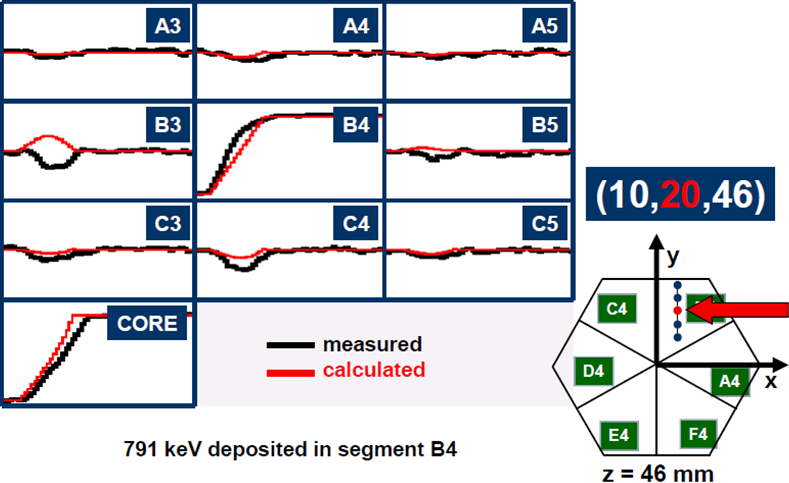 A3
A4
A5
B3
B4
B5
(10,20,46)
C3
C4
C5
y
C4
CORE
measured
D4
x
A4
calculated
E4
F4
791 keV deposited in segment B4
z = 46 mm